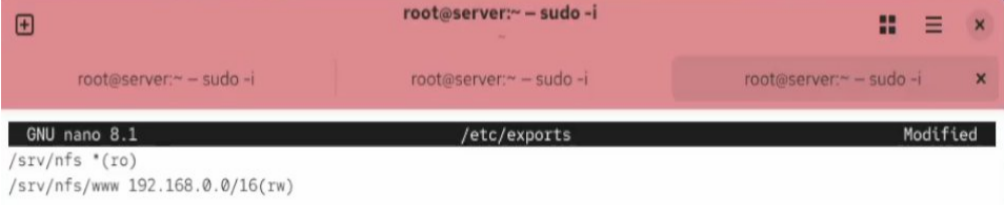 root@server:~ – sudo -i
~
root@server:~ – sudo -i
root@server:~ – sudo -i
root@server:~ – sudo -i
GNU nano 8.1 /etc/exports Modified
/srv/nfs *(ro)
/srv/nfs/www 192.168.0.0/16(rw)